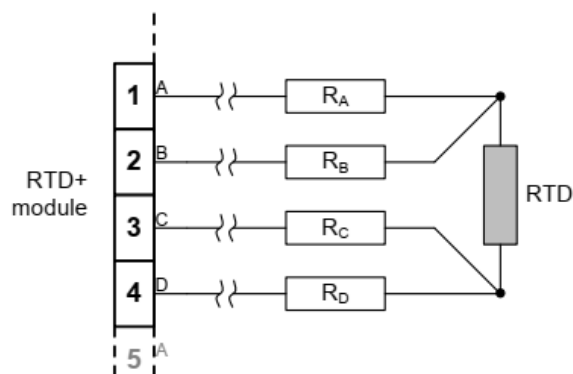 1 A R_A
2 B R_B
RTD+
module
RTD
3 C R_C
4 D R_D
5 A